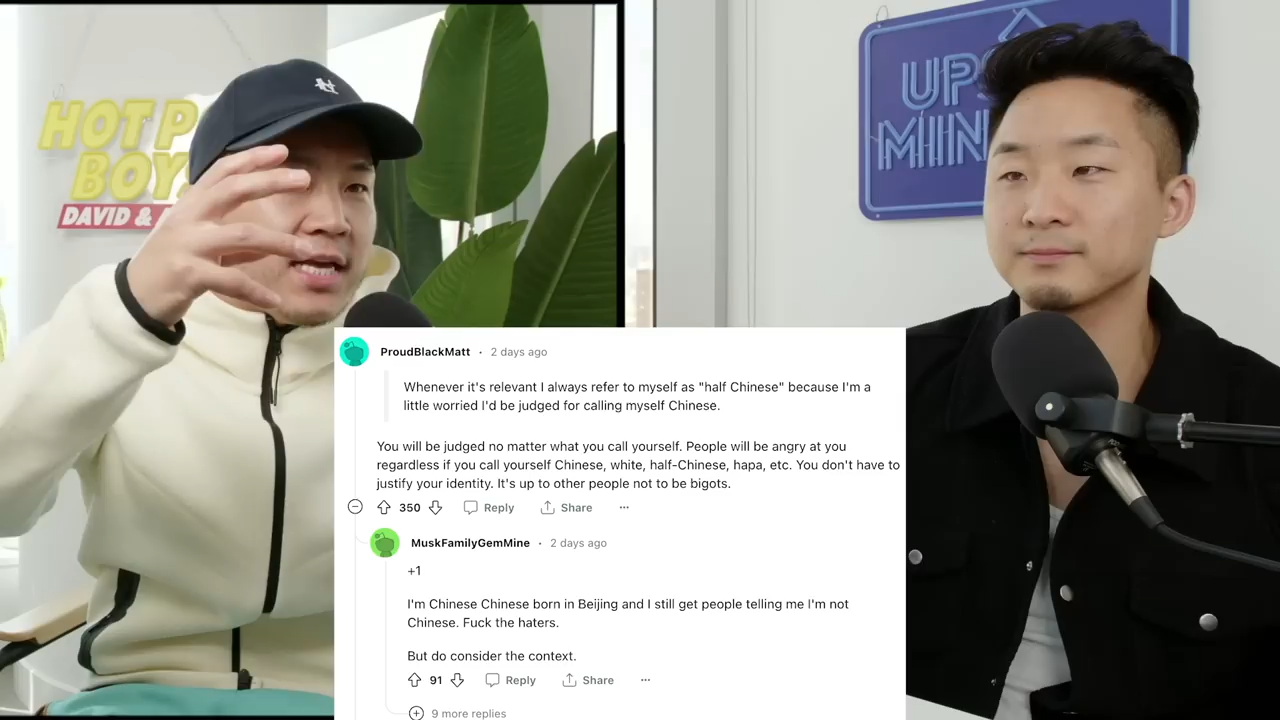 HOT P
BOY
DAVID & A
UPS
MIN
ProudBlackMatt · 2 days ago
Whenever it's relevant I always refer to myself as "half Chinese" because I'm a
little worried I'd be judged for calling myself Chinese.
You will be judged no matter what you call yourself. People will be angry at you
regardless if you call yourself Chinese, white, half-Chinese, hapa, etc. You don't have to
justify your identity. It's up to other people not to be bigots.
350 Reply Share ...
MuskFamilyGemMine · 2 days ago
+1
I'm Chinese Chinese born in Beijing and I still get people telling me I'm not
Chinese. Fuck the haters.
But do consider the context.
91 Reply Share ...
9 more replies